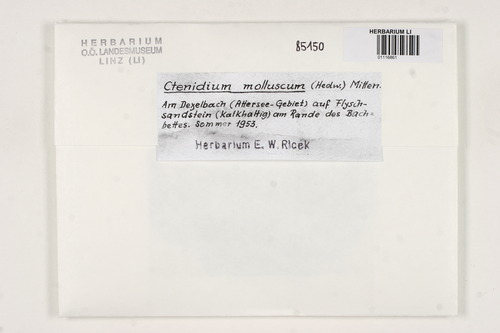 HERBARIUM
O.Ö. LANDESMUSEUM
LINZ (LI)
85150
HERBARIUM LI
01116861
Ctenidium molluscum (Hedw.) Mitten.
Am Dexelbach (Attersee-Gebiet) auf Flysch-
sandstein (kalkhaltig) am Rande des Bach-
bettes. Sommer 1953.
Herbarium E. W. Ricek